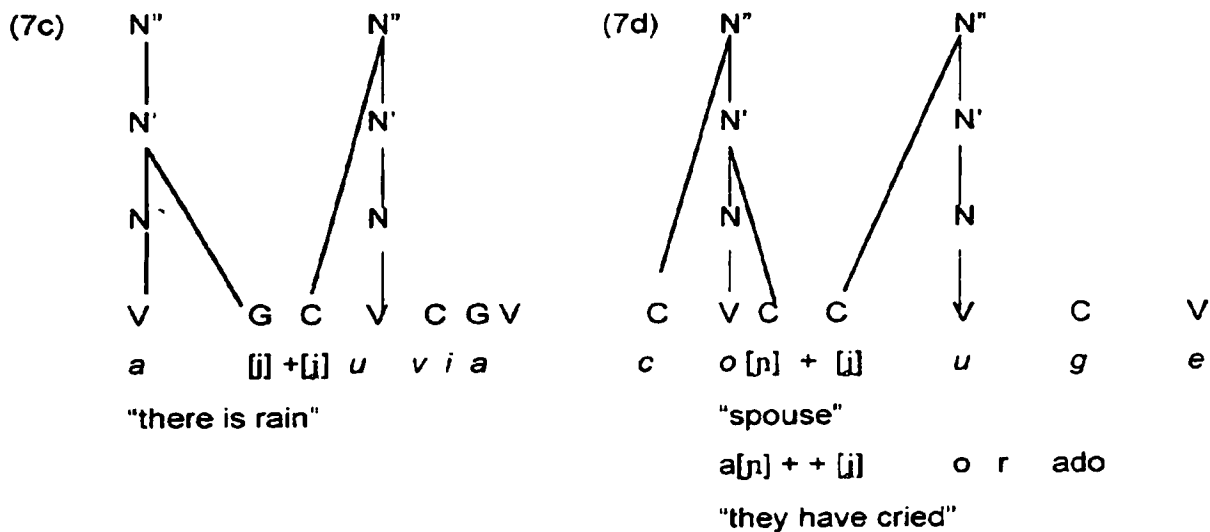 (7c) N" N" (7d) N" N"
N' N' N' N'
N N N N
V G C V C G V C V C C V C V
a [j] +[j] u v i a c o [ɲ] + [j] u g e
"there is rain" "spouse"
a[ɲ] + + [j] o r ado
"they have cried"